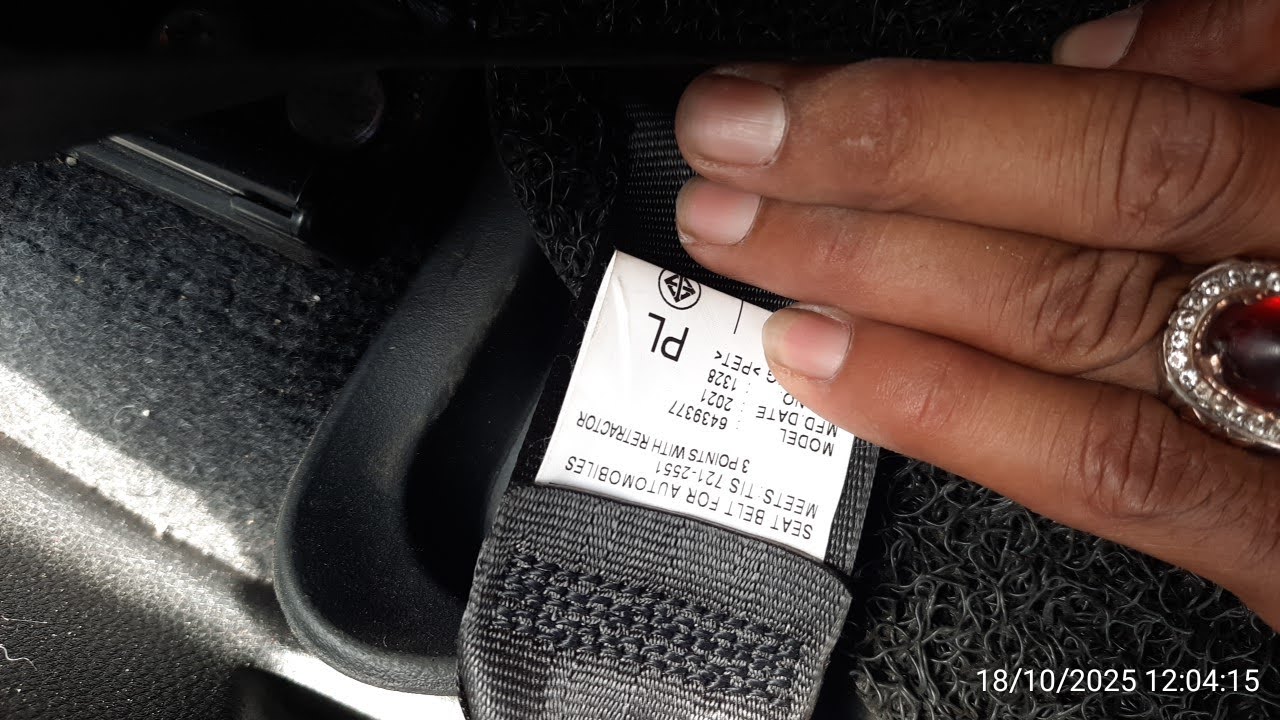 SEAT BELT FOR AUTOMOBILES
MEETS: TIS 721-2551
3 POINTS WITH RETRACTOR
MODEL : 6439377
MFD.DATE : 2021
NO. : 1328
G >PET<
PL
18/10/2025 12:04:15